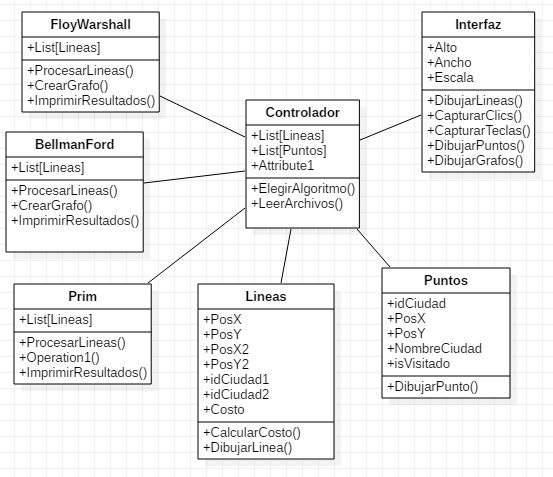 FloyWarshall
+List[Lineas]
+ProcesarLineas()
+CrearGrafo()
+ImprimirResultados()
Interfaz
+Alto
+Ancho
+Escala
+DibujarLineas()
+CapturarClics()
+CapturarTeclas()
+DibujarPuntos()
+DibujarGrafos()
Controlador
+List[Lineas]
+List[Puntos]
+Attribute1
+ElegirAlgoritmo()
+LeerArchivos()
BellmanFord
+List[Lineas]
+ProcesarLineas()
+CrearGrafo()
+ImprimirResultados()
Prim
+List[Lineas]
+ProcesarLineas()
+Operation1()
+ImprimirResultados()
Lineas
+PosX
+PosY
+PosX2
+PosY2
+idCiudad1
+idCiudad2
+Costo
+CalcularCosto()
+DibujarLinea()
Puntos
+idCiudad
+PosX
+PosY
+NombreCiudad
+isVisitado
+DibujarPunto()